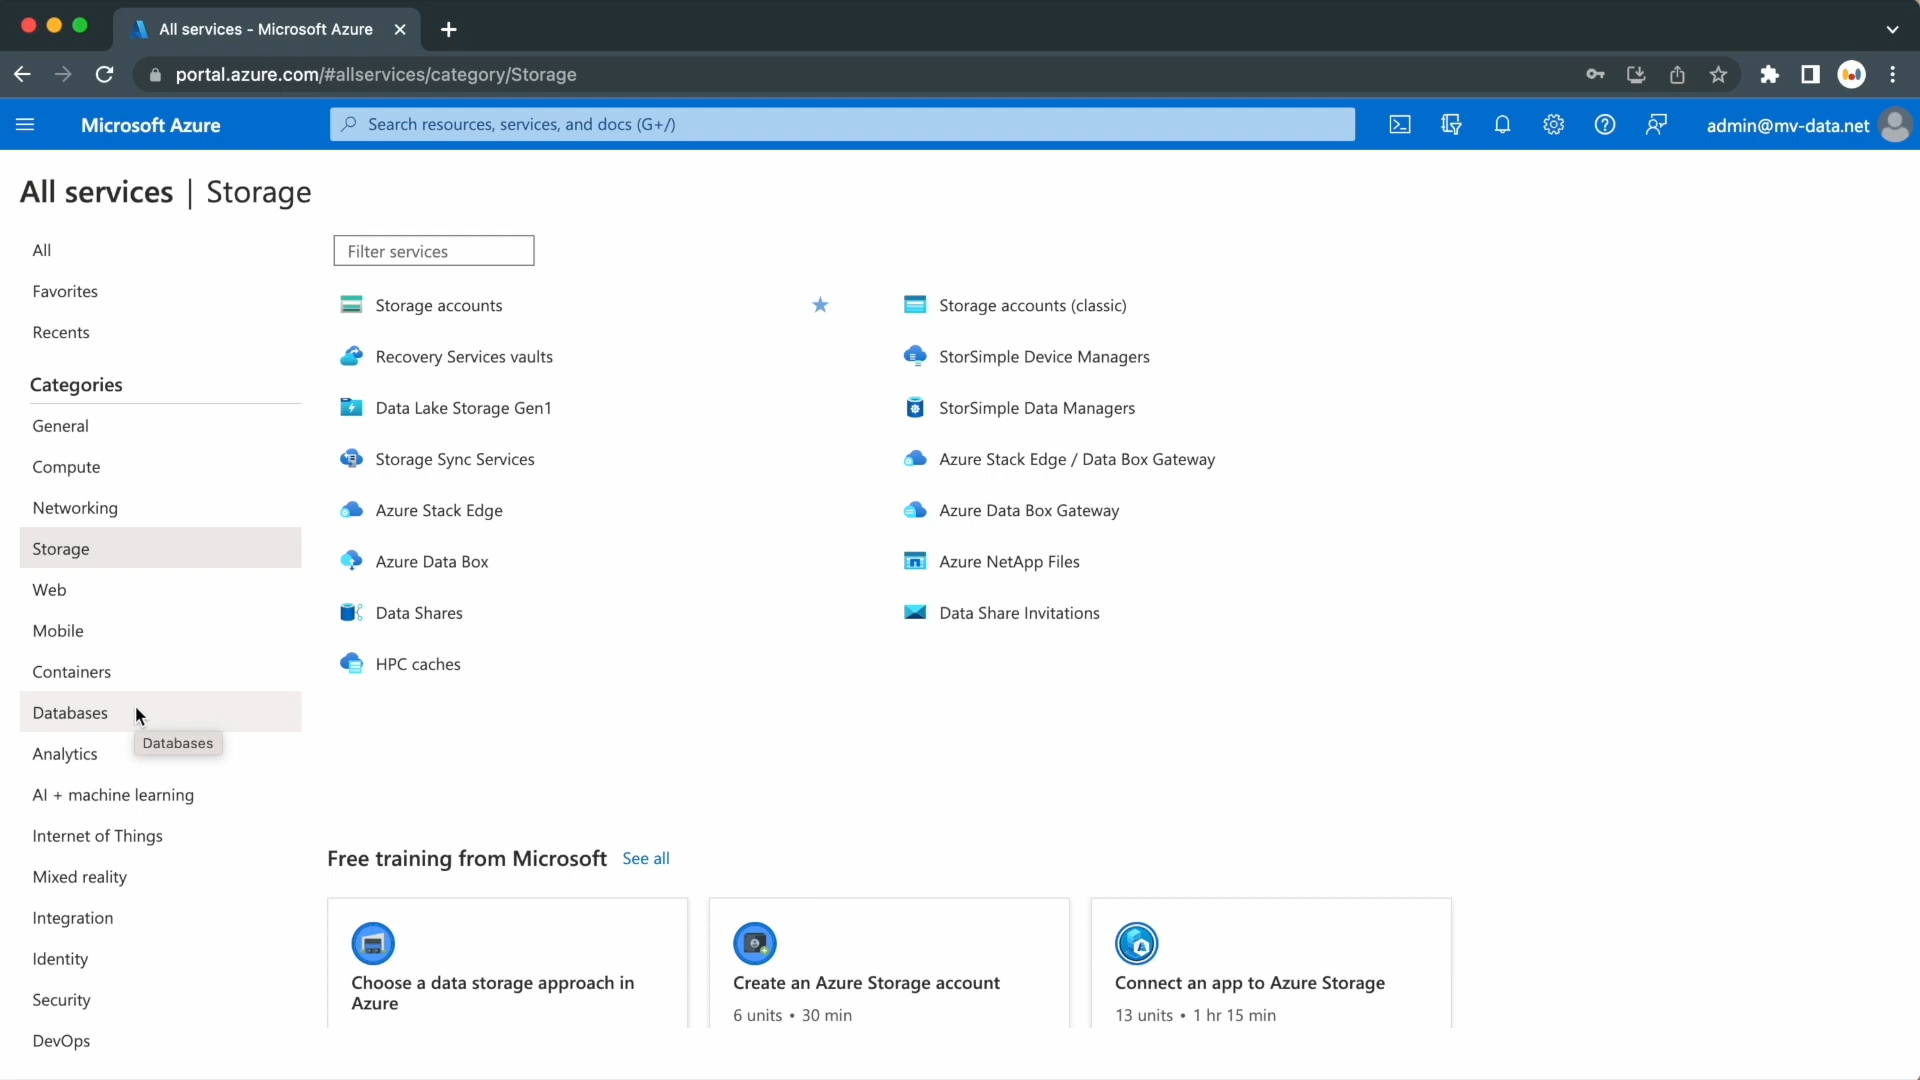 All services - Microsoft Azure
portal.azure.com/#allservices/category/Storage
Microsoft Azure
Search resources, services, and docs (G+/)
admin@mv-data.net
All services | Storage
All
Favorites
Recents
Categories
General
Compute
Networking
Storage
Web
Mobile
Containers
Databases
Databases
Analytics
AI + machine learning
Internet of Things
Mixed reality
Integration
Identity
Security
DevOps
Filter services
Storage accounts
Storage accounts (classic)
Recovery Services vaults
StorSimple Device Managers
Data Lake Storage Gen1
StorSimple Data Managers
Storage Sync Services
Azure Stack Edge / Data Box Gateway
Azure Stack Edge
Azure Data Box Gateway
Azure Data Box
Azure NetApp Files
Data Shares
Data Share Invitations
HPC caches
Free training from Microsoft See all
Choose a data storage approach in
Azure
Create an Azure Storage account
6 units • 30 min
Connect an app to Azure Storage
13 units • 1 hr 15 min